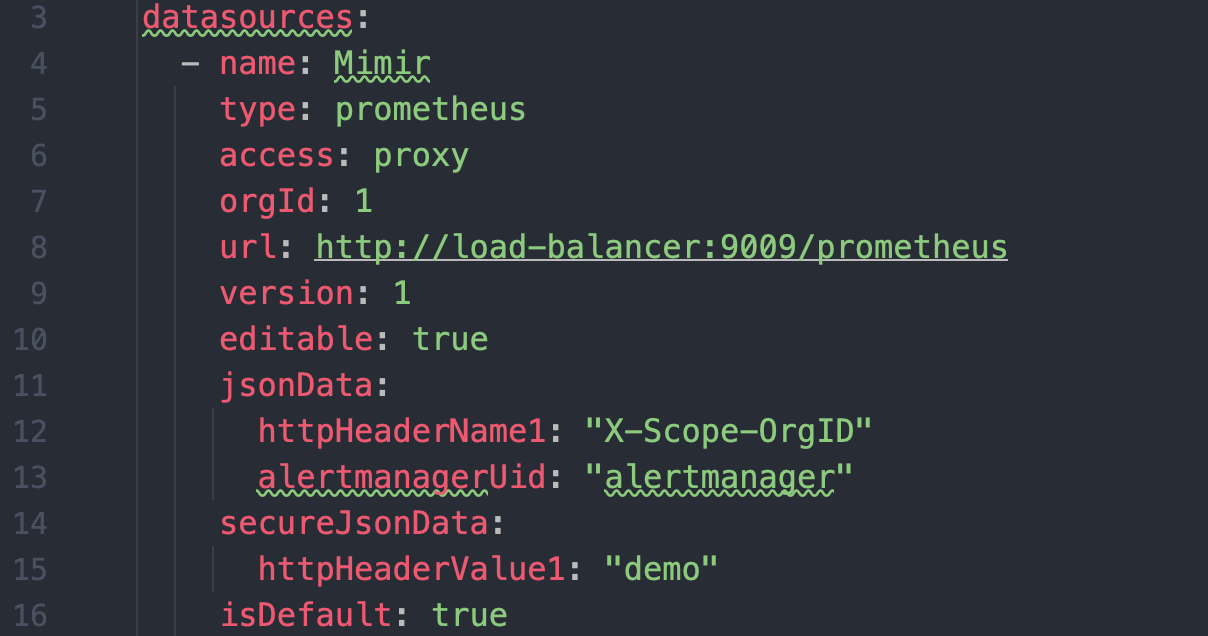 3 datasources:
4 - name: Mimir
5 type: prometheus
6 access: proxy
7 orgId: 1
8 url: http://load-balancer:9009/prometheus
9 version: 1
10 editable: true
11 jsonData:
12 httpHeaderName1: "X-Scope-OrgID"
13 alertmanagerUid: "alertmanager"
14 secureJsonData:
15 httpHeaderValue1: "demo"
16 isDefault: true